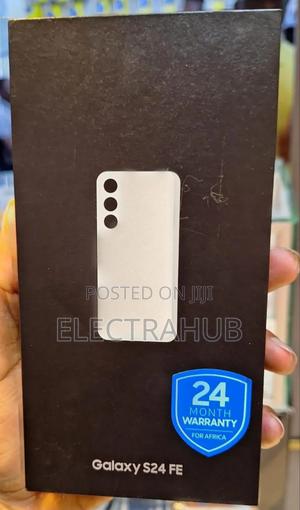 POSTED ON JIJI
ELECTRAHUB
24
MONTH
WARRANTY
FOR AFRICA
Galaxy S24 FE